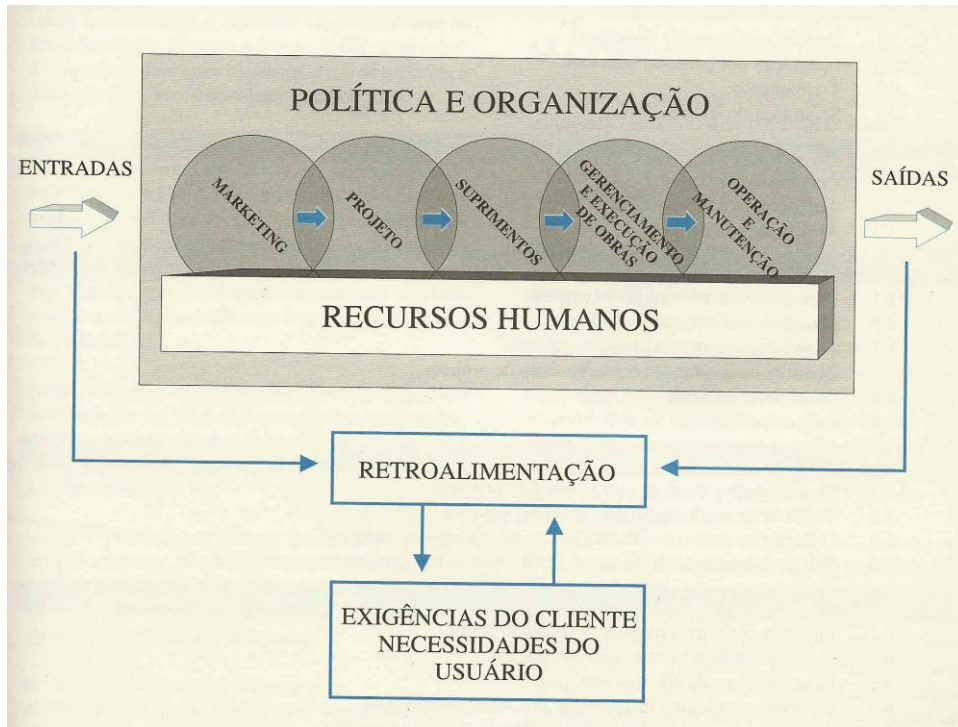 POLÍTICA E ORGANIZAÇÃO
ENTRADAS
MARKETING
PROJETO
SUPRIMENTOS
GERENCIAMENTO
E EXECUÇÃO
DE OBRAS
OPERAÇÃO
E
MANUTENÇÃO
SAÍDAS
RECURSOS HUMANOS
RETROALIMENTAÇÃO
EXIGÊNCIAS DO CLIENTE
NECESSIDADES DO
USUÁRIO